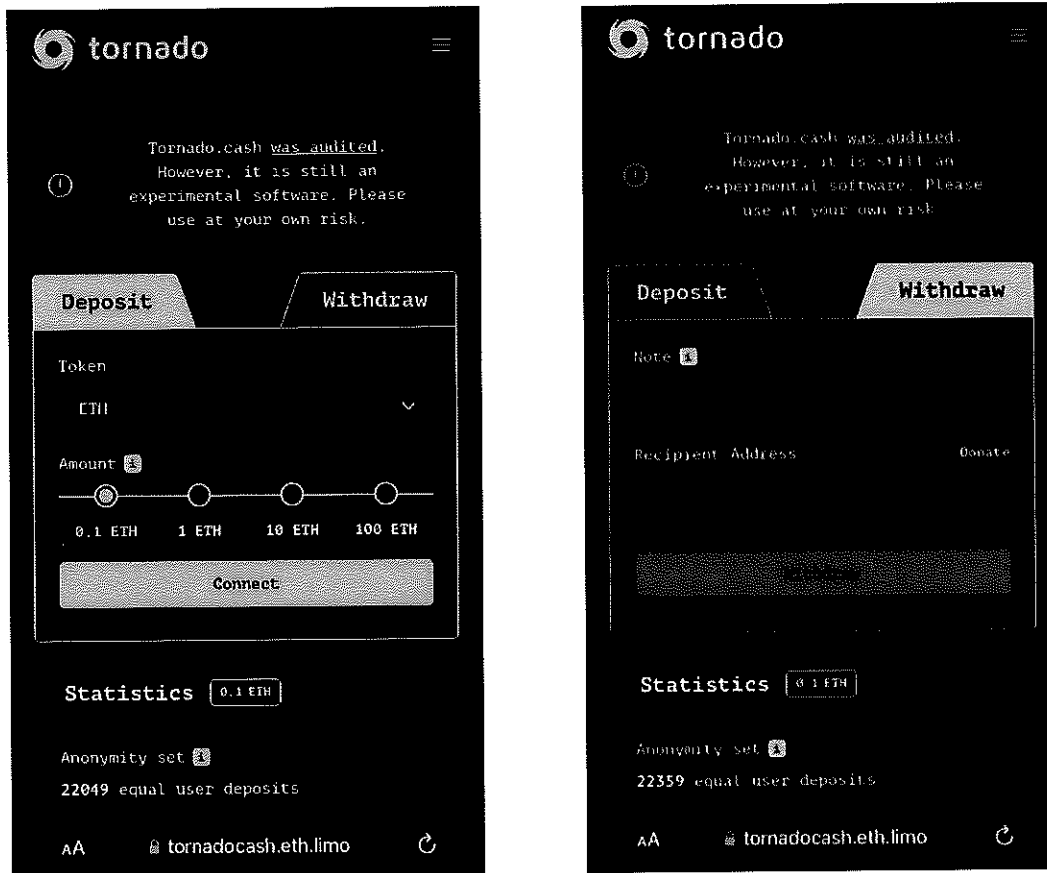 tornado
Tornado.cash was audited.
However, it is still an
experimental software. Please
use at your own risk.
Deposit
Withdraw
Token
ETH
Amount i
0.1 ETH
1 ETH
10 ETH
100 ETH
Connect
Statistics
0.1 ETH
Anonymity set i
22049 equal user deposits
AA
tornadocash.eth.limo
tornado
Tornado.cash was audited.
However, it is still an
experimental software. Please
use at your own risk
Deposit
Withdraw
Note i
Recipient Address
Donate
Statistics
0.1 ETH
Anonymity set i
22359 equal user deposits
AA
tornadocash.eth.limo